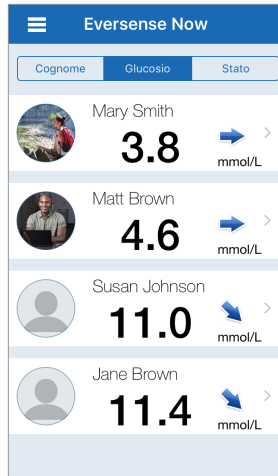 Eversense Now
Cognome Glucosio Stato
Mary Smith
3.8 mmol/L
Matt Brown
4.6 mmol/L
Susan Johnson
11.0 mmol/L
Jane Brown
11.4 mmol/L